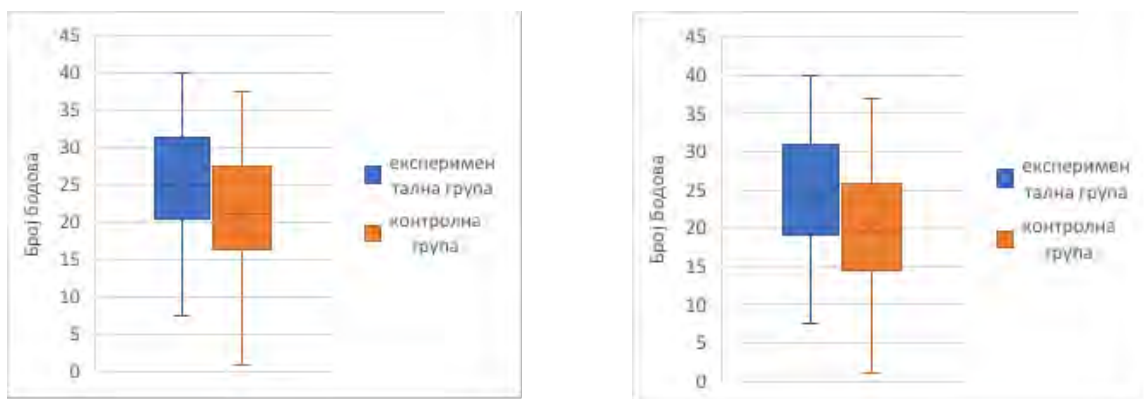 45
40
35
30
25
20
15
10
5
0
Број бодова
експеримен
тална група
контролна
група
45
40
35
30
25
20
15
10
5
0
Број бодова
експеримен
тална група
контролна
група